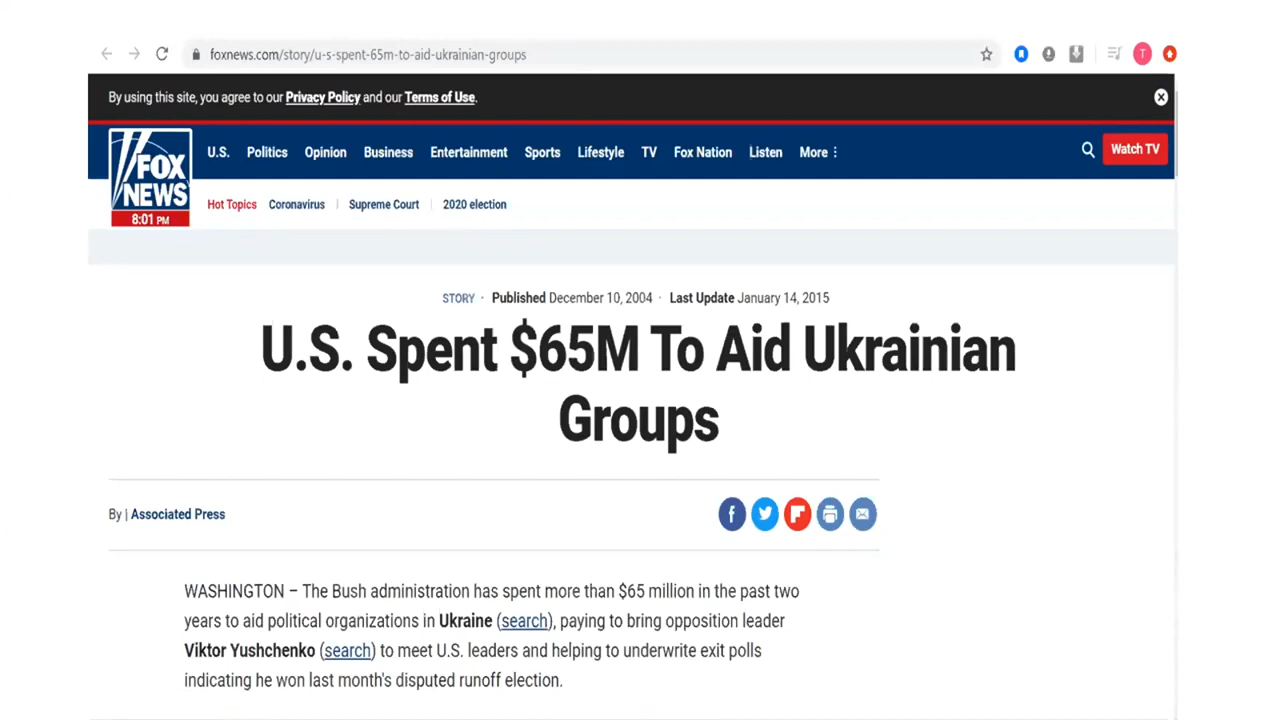 foxnews.com/story/u-s-spent-65m-to-aid-ukrainian-groups
T
By using this site, you agree to our Privacy Policy and our Terms of Use.
FOX
NEWS
8:01 PM
U.S. Politics Opinion Business Entertainment Sports Lifestyle TV Fox Nation Listen More
Watch TV
Hot Topics Coronavirus Supreme Court 2020 election
STORY · Published December 10, 2004 · Last Update January 14, 2015
U.S. Spent $65M To Aid Ukrainian
Groups
By | Associated Press
WASHINGTON – The Bush administration has spent more than $65 million in the past two
years to aid political organizations in Ukraine (search), paying to bring opposition leader
Viktor Yushchenko (search) to meet U.S. leaders and helping to underwrite exit polls
indicating he won last month's disputed runoff election.